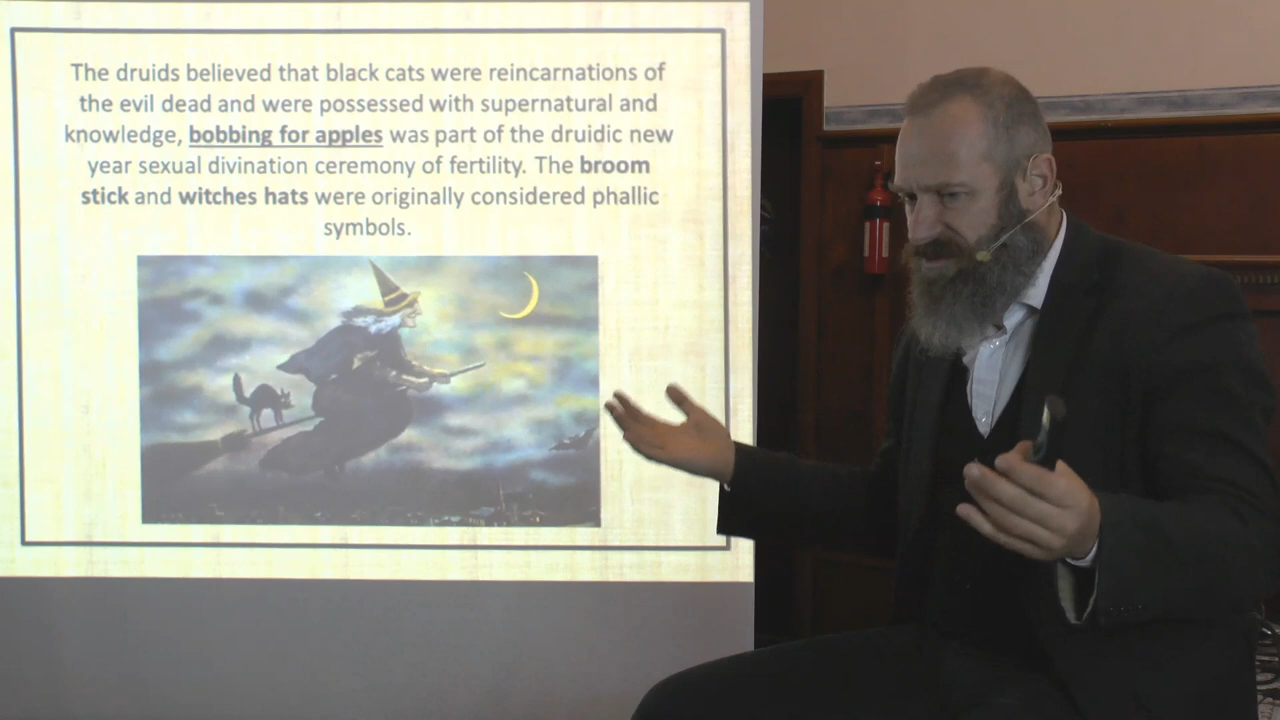 The druids believed that black cats were reincarnations of
the evil dead and were possessed with supernatural and
knowledge, bobbing for apples was part of the druidic new
year sexual divination ceremony of fertility. The broom
stick and witches hats were originally considered phallic
symbols.